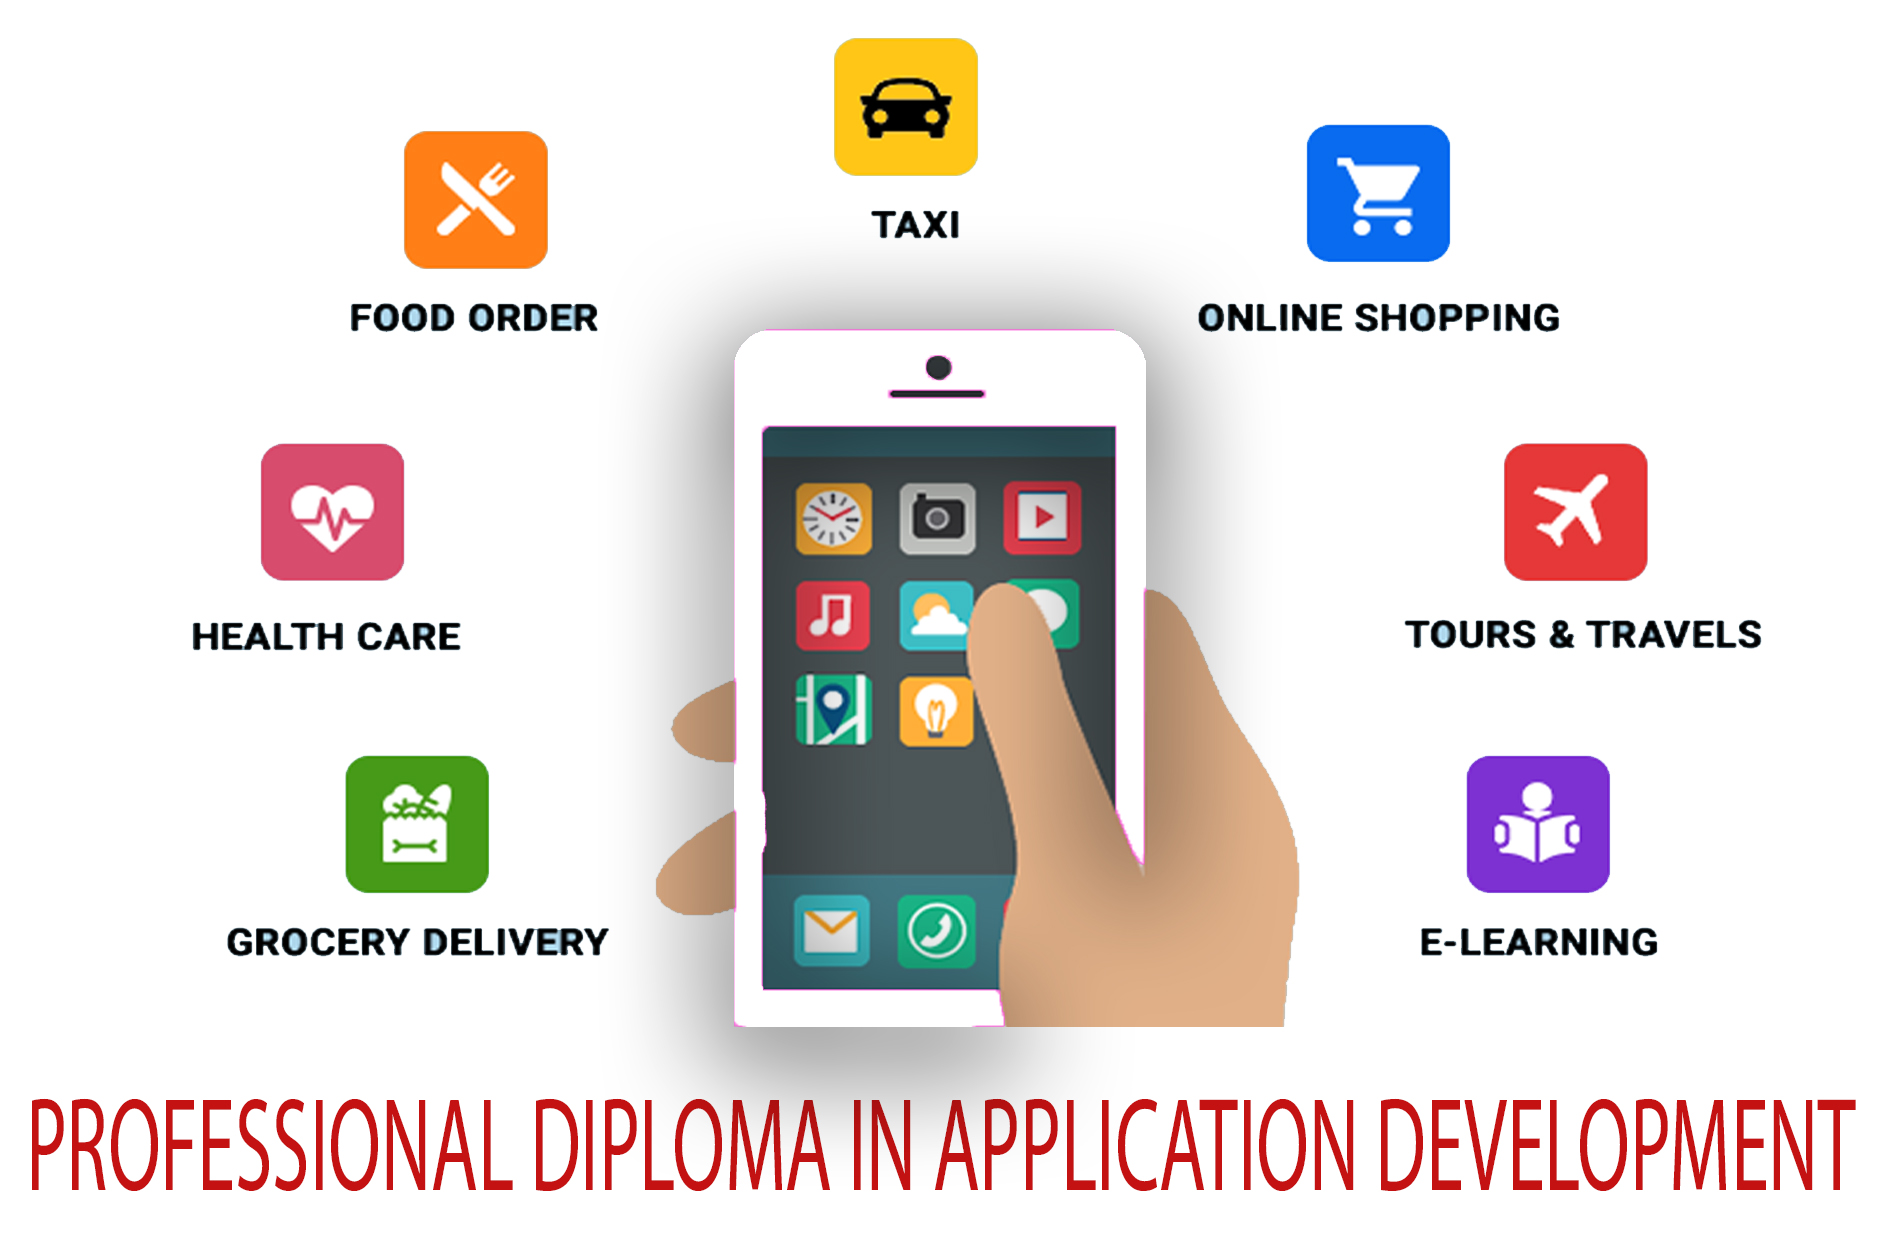 TAXI
FOOD ORDER
ONLINE SHOPPING
HEALTH CARE
TOURS & TRAVELS
GROCERY DELIVERY
E-LEARNING
PROFESSIONAL DIPLOMA IN APPLICATION DEVELOPMENT